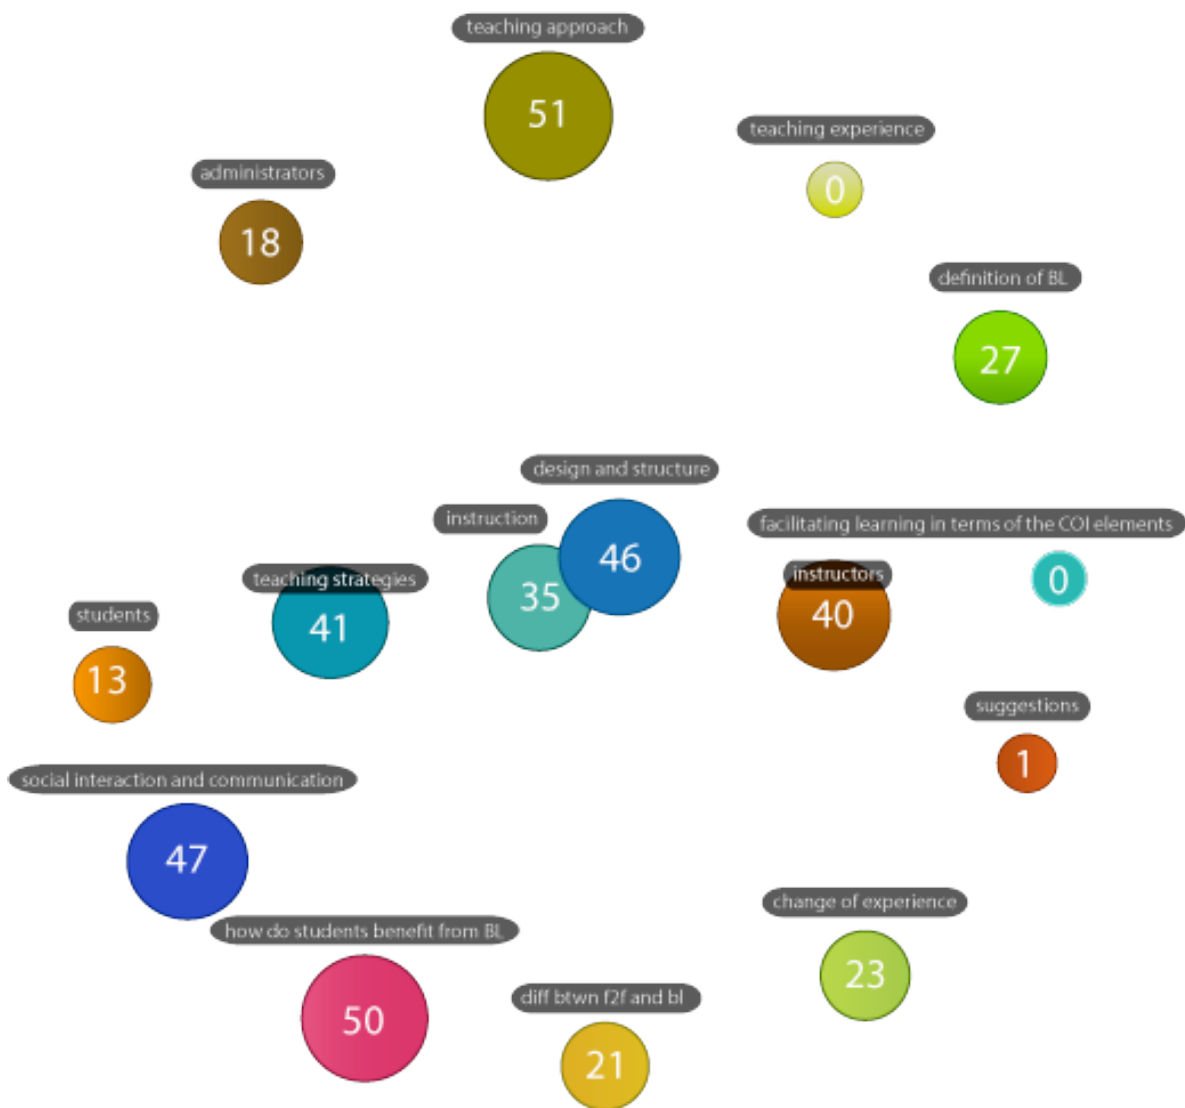 teaching approach
51
teaching experience
0
administrators
18
definition of BL
27
design and structure
46
instruction
35
facilitating learning in terms of the COI elements
0
instructors
40
teaching strategies
41
students
13
suggestions
1
social interaction and communication
47
change of experience
23
how do students benefit from BL
50
diff btwn f2f and bl
21